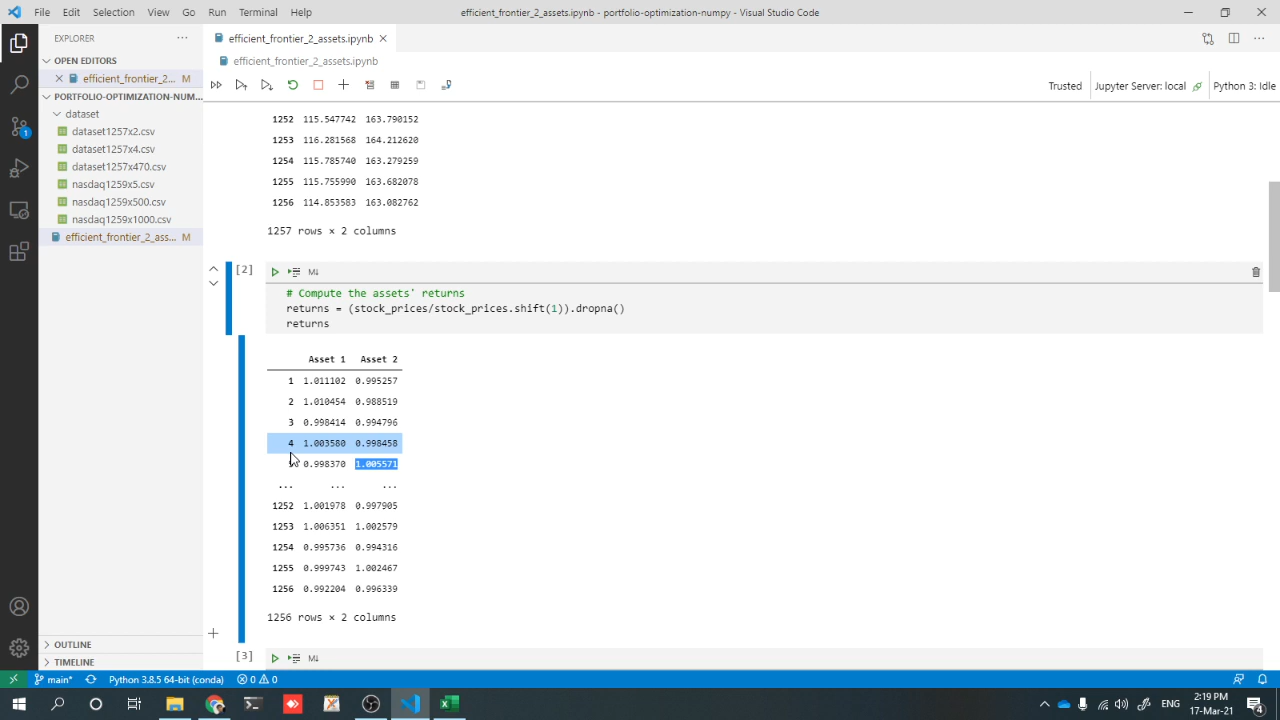 File Edit Selection View Go Run Terminal Help efficient_frontier_2_assets.ipynb - portfolio-optimization-numpy - Visual Studio Code
EXPLORER
efficient_frontier_2_assets.ipynb
OPEN EDITORS
efficient_frontier_2... M
efficient_frontier_2_assets.ipynb
PORTFOLIO-OPTIMIZATION-NUM...
dataset
dataset1257x2.csv
dataset1257x4.csv
dataset1257x470.csv
nasdaq1259x5.csv
nasdaq1259x500.csv
nasdaq1259x1000.csv
efficient_frontier_2_ass... M
1
OUTLINE
TIMELINE
Trusted Jupyter Server: local Python 3: Idle
1252 115.547742 163.790152
1253 116.281568 164.212620
1254 115.785740 163.279259
1255 115.755990 163.682078
1256 114.853583 163.082762
1257 rows × 2 columns
[2]
M↓
# Compute the assets' returns
returns = (stock_prices/stock_prices.shift(1)).dropna()
returns
Asset 1 Asset 2
1 1.011102 0.995257
2 1.010454 0.988519
3 0.998414 0.994796
4 1.003580 0.998458
0.998370 1.005571
... ... ...
1252 1.001978 0.997905
1253 1.006351 1.002579
1254 0.995736 0.994316
1255 0.999743 1.002467
1256 0.992204 0.996339
1256 rows × 2 columns
[3]
M↓
main* Python 3.8.5 64-bit (conda) 0 0
ENG
2:19 PM
17-Mar-21
4